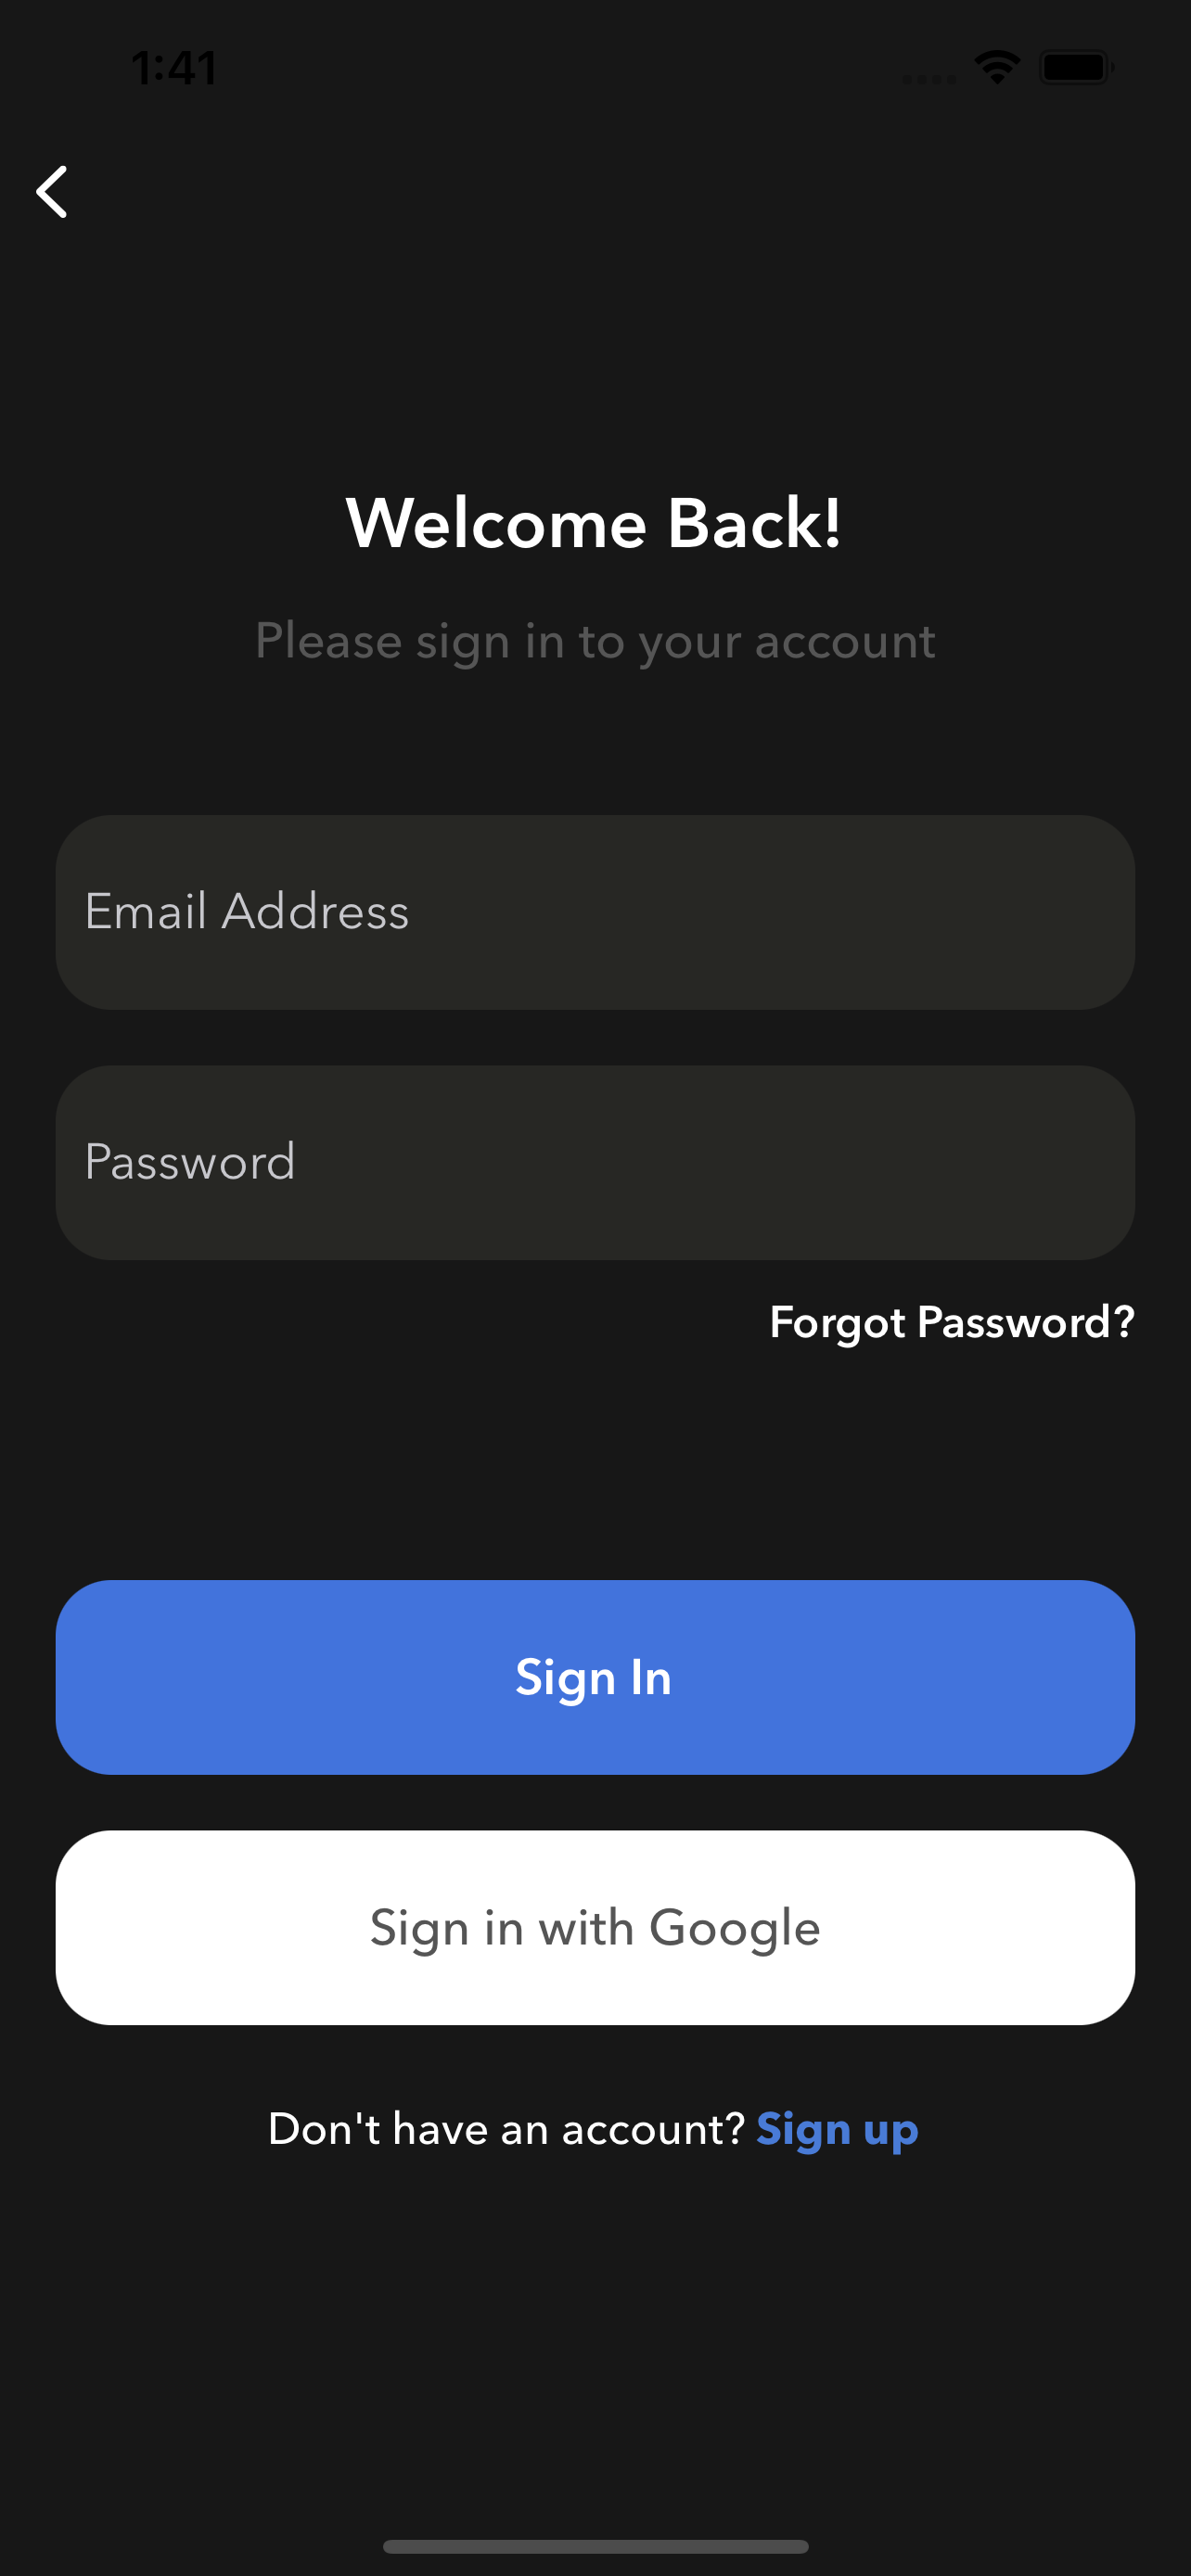 1:41
Welcome Back!
Please sign in to your account
Email Address
Password
Forgot Password?
Sign In
Sign in with Google
Don't have an account? Sign up